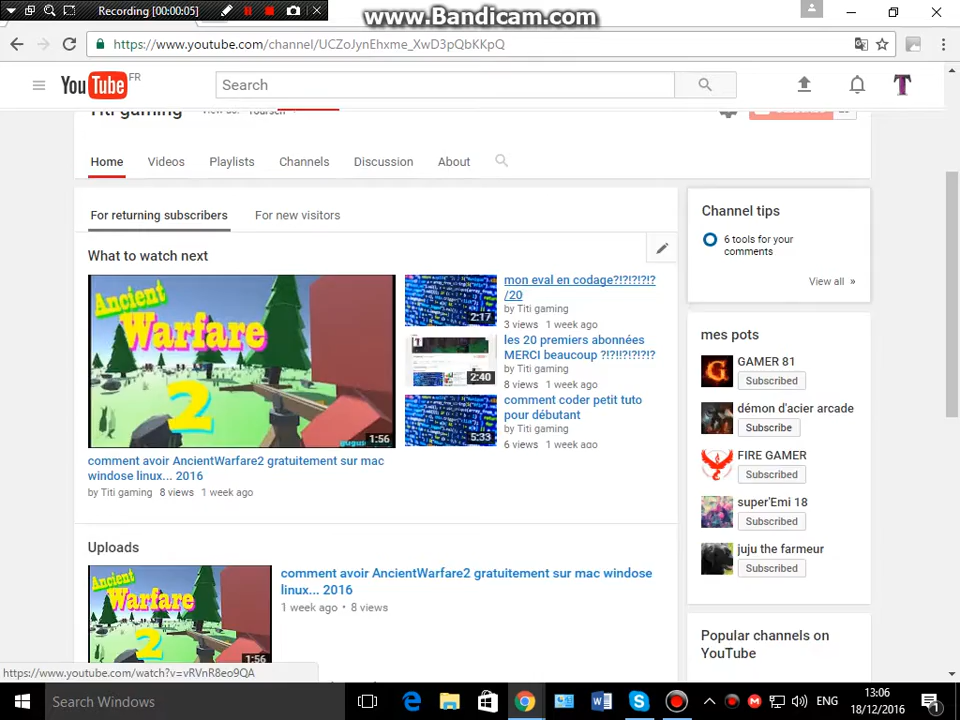 Recording [00:00:05]
www.Bandicam.com
https://www.youtube.com/channel/UCZoJynEhxme_XwD3pQbKKpQ
YouTube FR
Search
T
Titi gaming
View as: Yourself
Home Videos Playlists Channels Discussion About
For returning subscribers For new visitors
What to watch next
Ancient
Warfare
2
1:56
comment avoir AncientWarfare2 gratuitement sur mac
windose linux... 2016
by Titi gaming 8 views 1 week ago
2:17
mon eval en codage?!?!?!?!?
/20
by Titi gaming
3 views 1 week ago
2:40
les 20 premiers abonnées
MERCI beaucoup ?!?!?!?!?!?
by Titi gaming
8 views 1 week ago
5:33
comment coder petit tuto
pour débutant
by Titi gaming
6 views 1 week ago
Uploads
Ancient
Warfare
2
1:56
comment avoir AncientWarfare2 gratuitement sur mac windose
linux... 2016
1 week ago • 8 views
Channel tips
6 tools for your
comments
View all »
mes pots
GAMER 81
Subscribed
démon d'acier arcade
Subscribe
FIRE GAMER
Subscribed
super'Emi 18
Subscribed
juju the farmeur
Subscribed
Popular channels on
YouTube
https://www.youtube.com/watch?v=vRVnR8eo9QA
Search Windows
ENG
13:06
18/12/2016
1